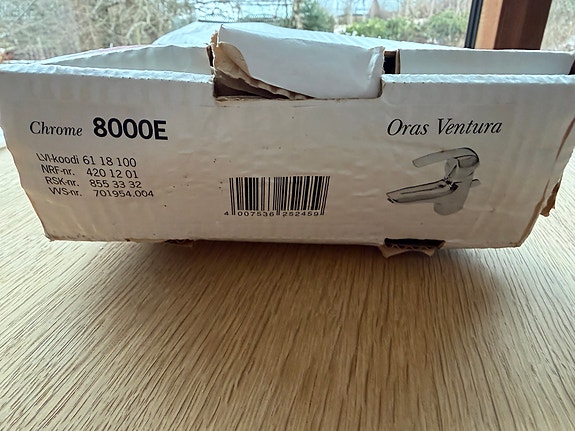 Chrome 8000E
LVI-koodi 61 18 100
NRF-nr. 420 12 01
RSK-nr. 855 33 32
VVS-nr. 701954.004
4 007536 252459
Oras Ventura